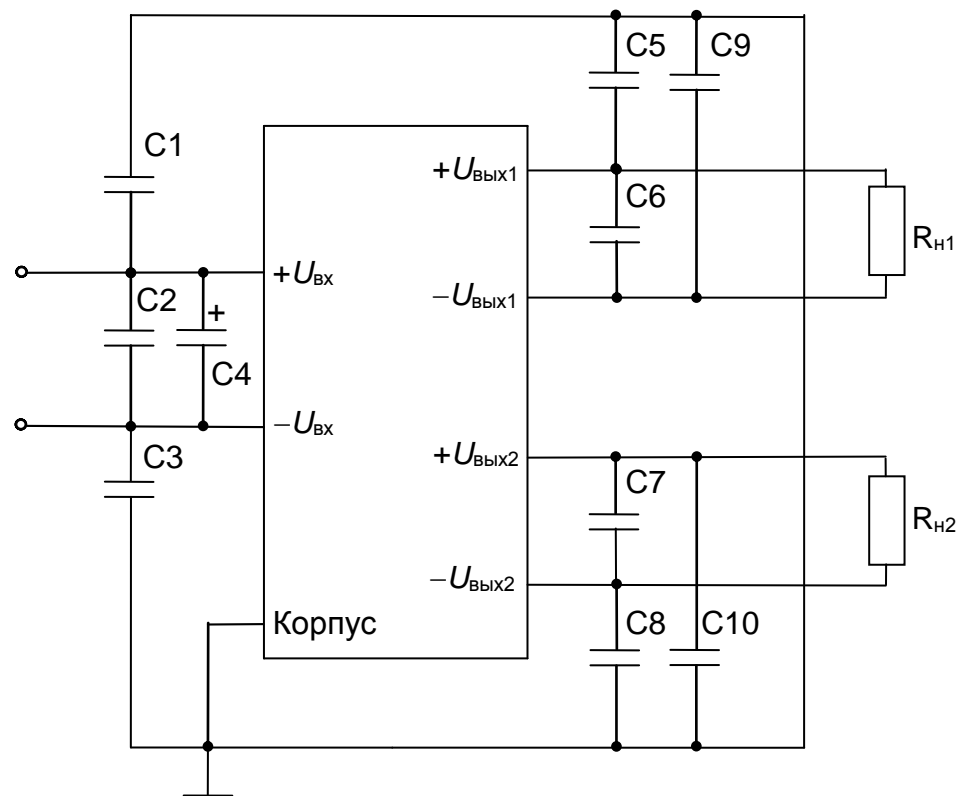 C5
C9
C1
+Uвых1
C6
Rн1
+Uвх
−Uвых1
C2
+
C4
−Uвх
C3
+Uвых2
C7
Rн2
−Uвых2
Корпус
C8
C10